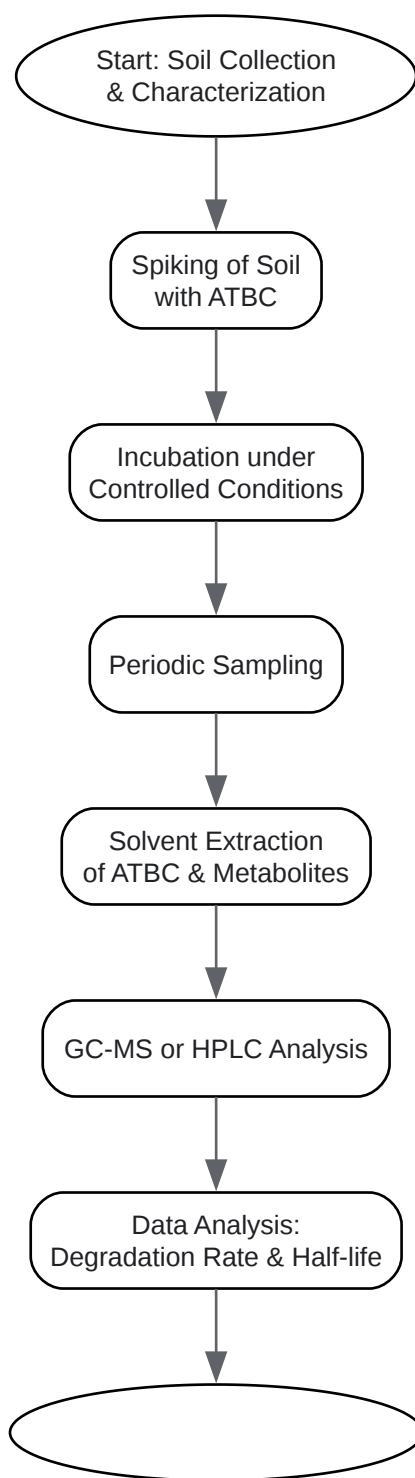 Start: Soil Collection
& Characterization
Spiking of Soil
with ATBC
Incubation under
Controlled Conditions
Periodic Sampling
Solvent Extraction
of ATBC & Metabolites
GC-MS or HPLC Analysis
Data Analysis:
Degradation Rate & Half-life